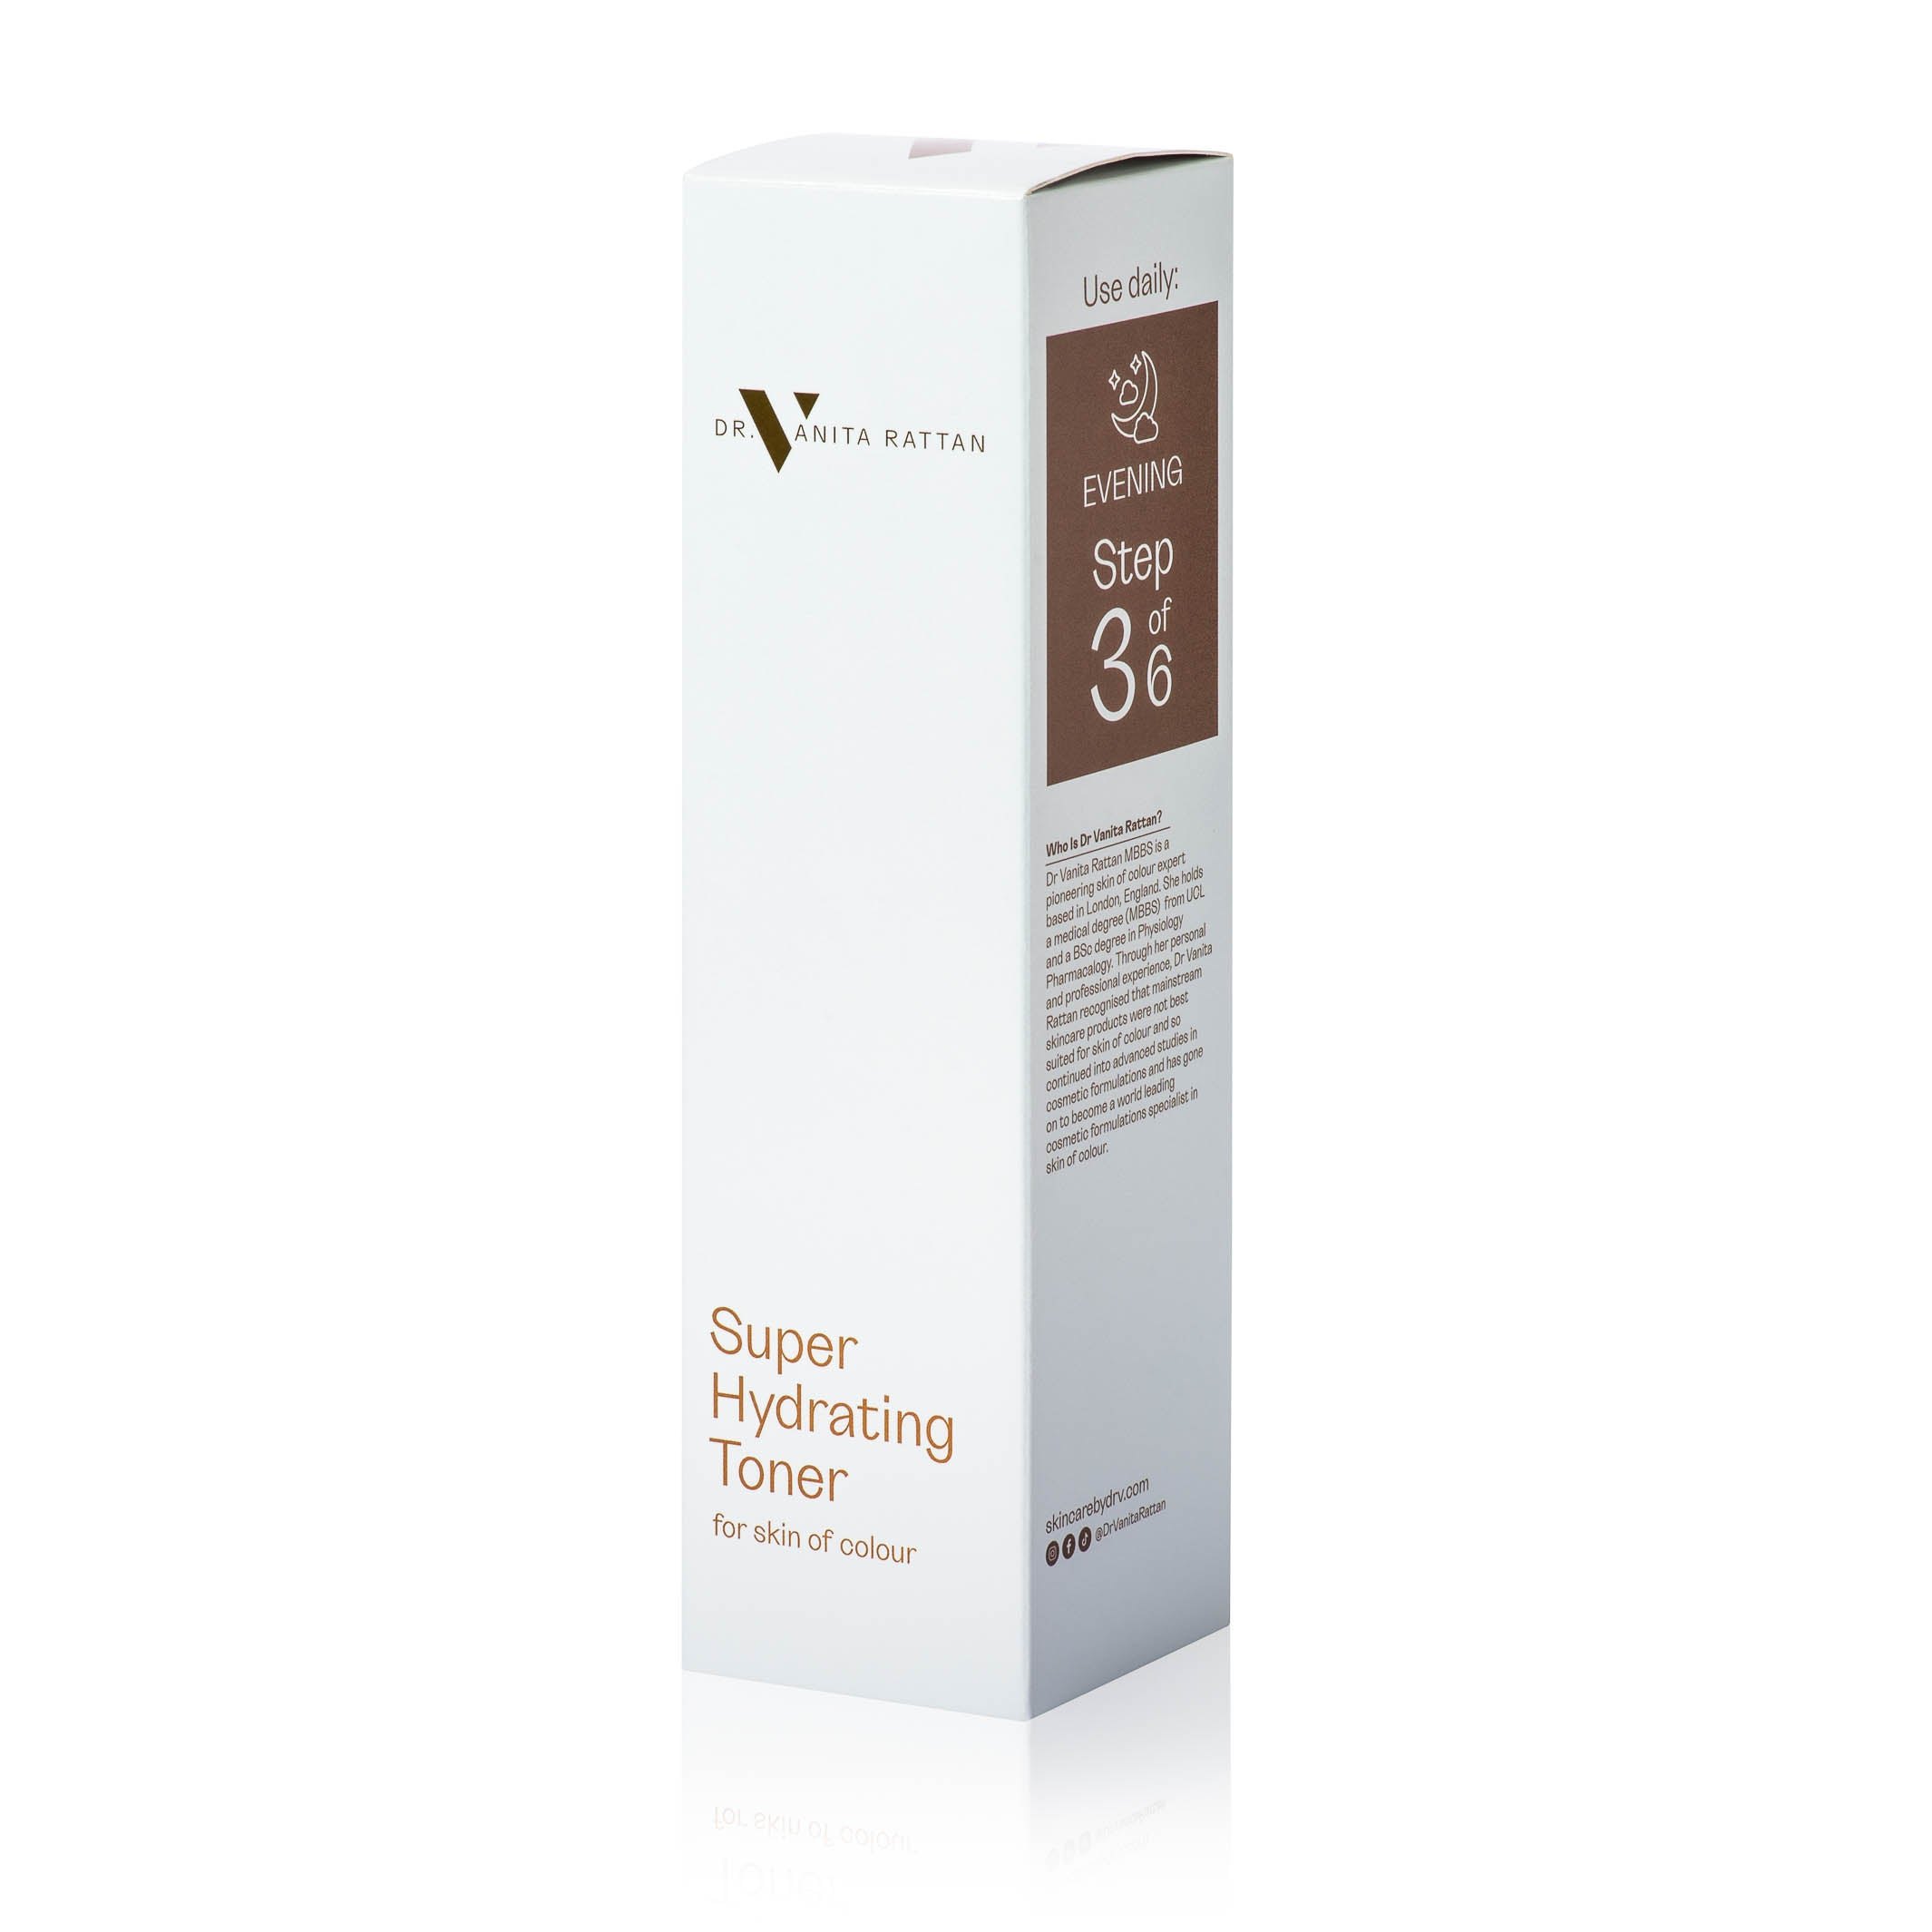 DR. VANITA RATTAN
Super
Hydrating
Toner
for skin of colour
Use daily:
EVENING
Step
3 of 6
Who Is Dr Vanita Rattan?
Dr Vanita Rattan MBBS is a
pioneering skin of colour expert
based in London, England. She holds
a medical degree (MBBS) from UCL
and a BSc degree in Physiology
Pharmacalogy. Through her personal
and professional experience, Dr Vanita
Rattan recognised that mainstream
skincare products were not best
suited for skin of colour and so
continued into advanced studies in
cosmetic formulations and has gone
on to become a world leading
cosmetic formulations specialist in
skin of colour.
skincarebydrv.com
@DrVanitaRattan